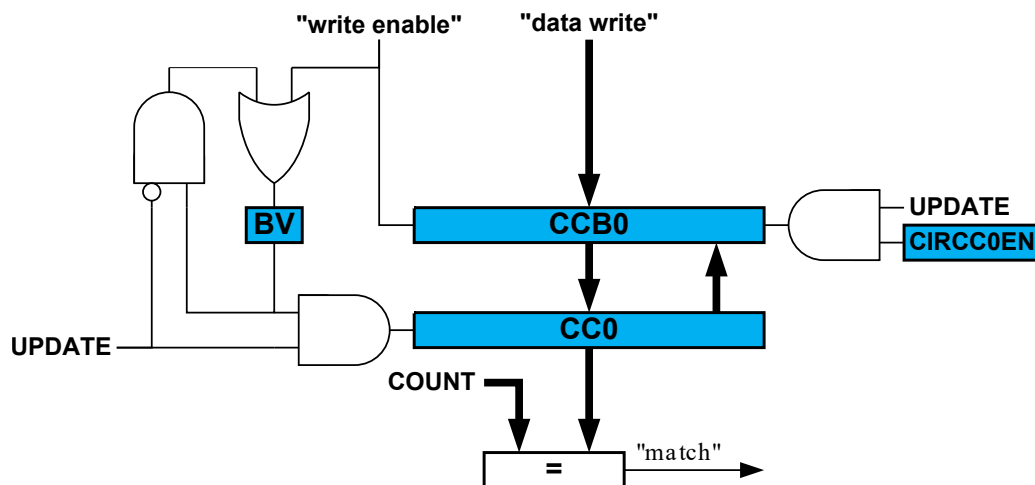 "write enable"
"data write"
BV
CCB0
UPDATE
CIRCC0EN
UPDATE
CC0
COUNT
=
"match"